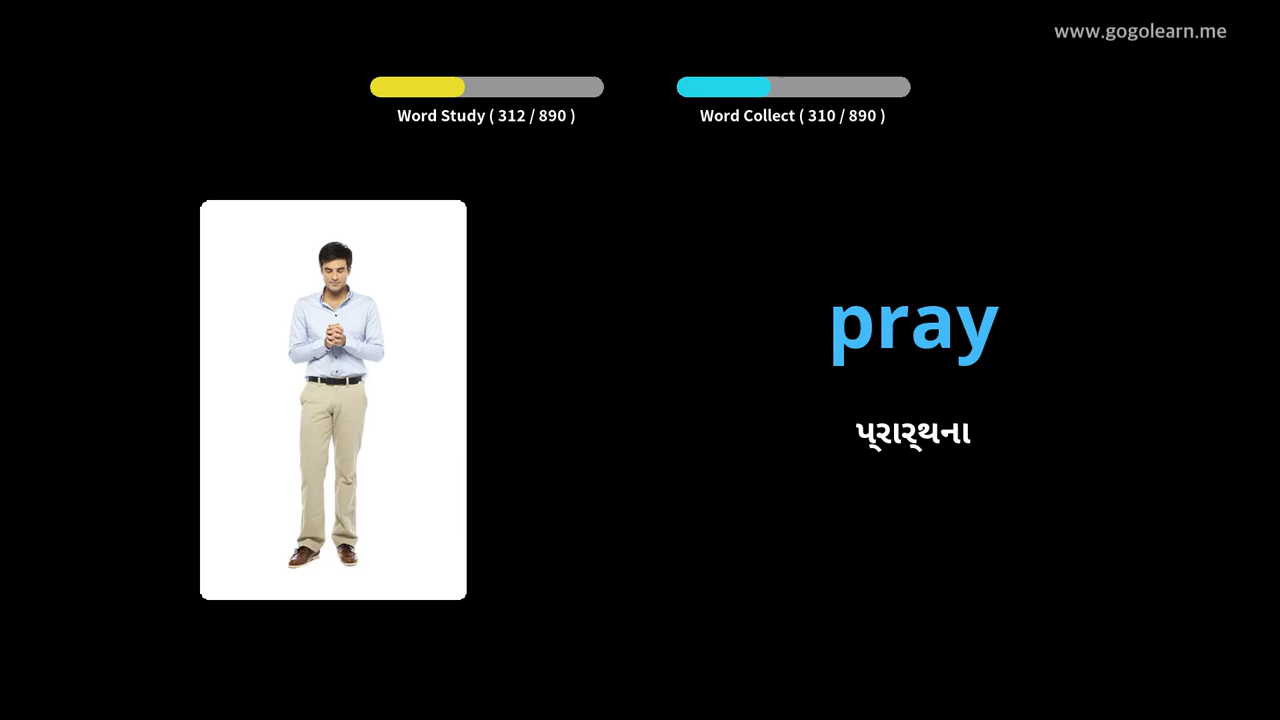 www.gogolearn.me
Word Study ( 312 / 890 )
Word Collect ( 310 / 890 )
pray
પ્રાર્થના